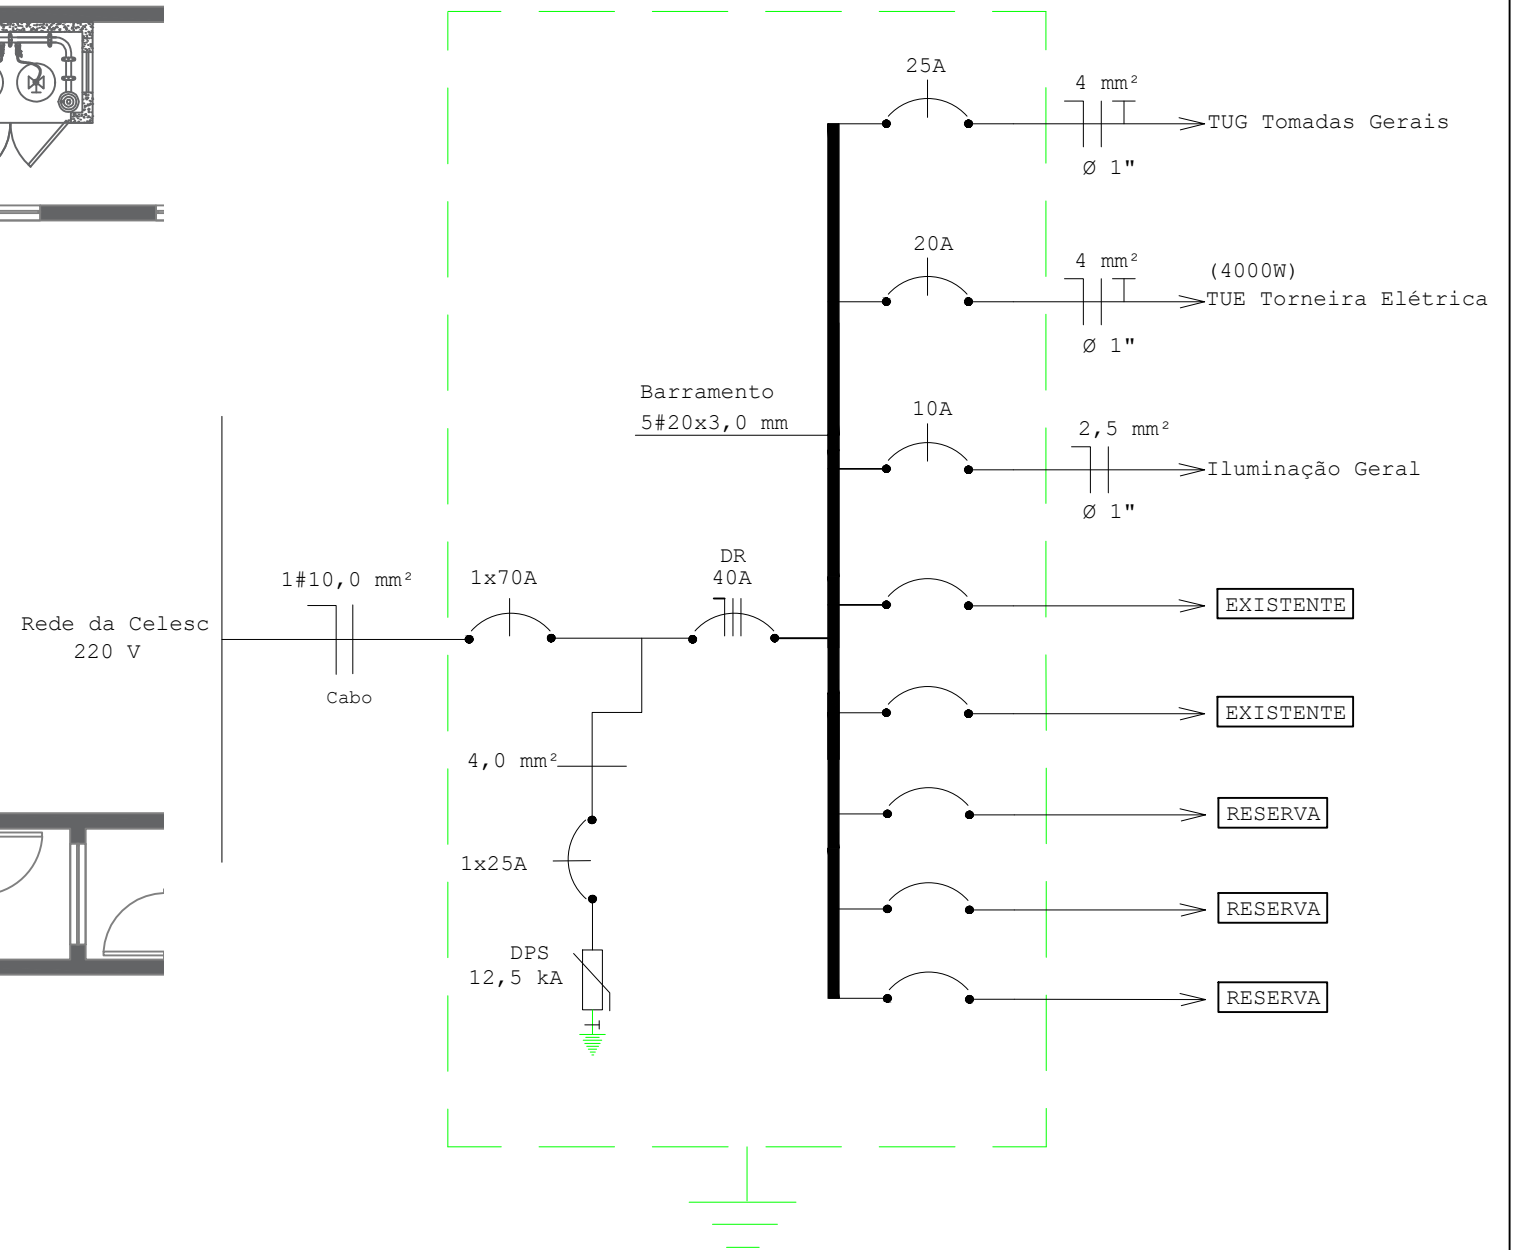 25A
4 mm²
TUG Tomadas Gerais
Ø 1"
20A
4 mm²
(4000W)
TUE Torneira Elétrica
Ø 1"
Barramento
5#20x3,0 mm
10A
2,5 mm²
Iluminação Geral
Ø 1"
Rede da Celesc
220 V
1#10,0 mm²
Cabo
1x70A
DR
40A
EXISTENTE
EXISTENTE
4,0 mm²
1x25A
DPS
12,5 kA
RESERVA
RESERVA
RESERVA